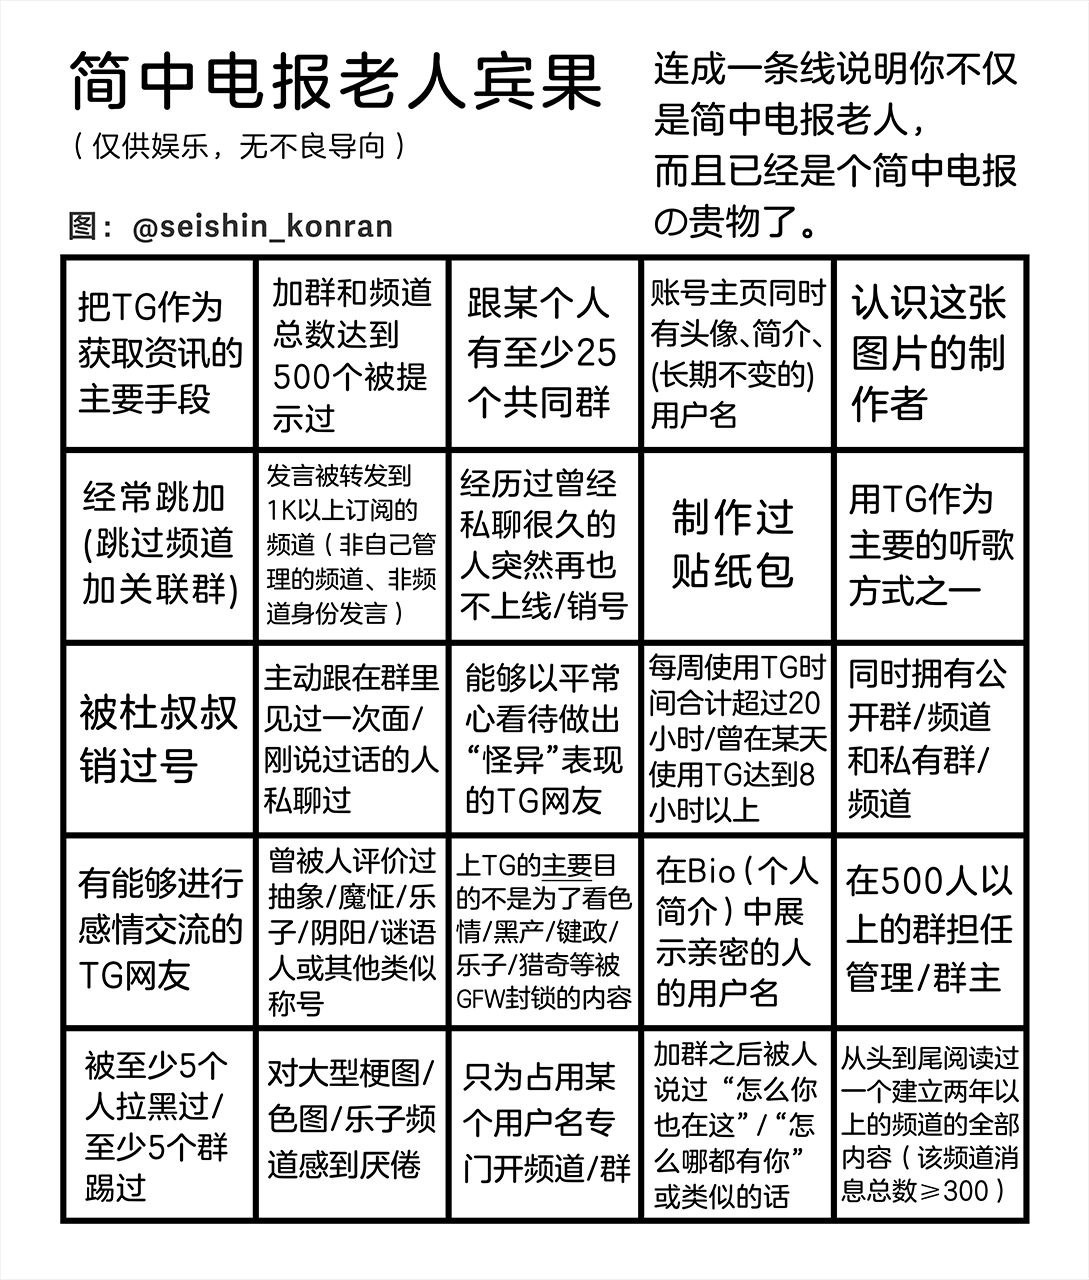 简中电报老人宾果
（仅供娱乐，无不良导向）
图：@seishin_konran
连成一条线说明你不仅
是简中电报老人，
而且已经是个简中电报
の贵物了。
把TG作为
获取资讯的
主要手段
加群和频道
总数达到
500个被提
示过
跟某个人
有至少25
个共同群
账号主页同时
有头像、简介、
(长期不变的)
用户名
认识这张
图片的制
作者
经常跳加
(跳过频道
加关联群)
发言被转发到
1K以上订阅的
频道（非自己管
理的频道、非频
道身份发言）
经历过曾经
私聊很久的
人突然再也
不上线/销号
制作过
贴纸包
用TG作为
主要的听歌
方式之一
被杜叔叔
销过号
主动跟在群里
见过一次面/
刚说过话的人
私聊过
能够以平常
心看待做出
“怪异”表现
的TG网友
每周使用TG时
间合计超过20
小时/曾在某天
使用TG达到8
小时以上
同时拥有公
开群/频道
和私有群/
频道
有能够进行
感情交流的
TG网友
曾被人评价过
抽象/魔怔/乐
子/阴阳/谜语
人或其他类似
称号
上TG的主要目
的不是为了看色
情/黑产/键政/
乐子/猎奇等被
GFW封锁的内容
在Bio（个人
简介）中展
示亲密的人
的用户名
在500人以
上的群担任
管理/群主
被至少5个
人拉黑过/
至少5个群
踢过
对大型梗图/
色图/乐子频
道感到厌倦
只为占用某
个用户名专
门开频道/群
加群之后被人
说过“怎么你
也在这”/“怎
么哪都有你”
或类似的话
从头到尾阅读过
一个建立两年以
上的频道的全部
内容（该频道消
息总数≥300）